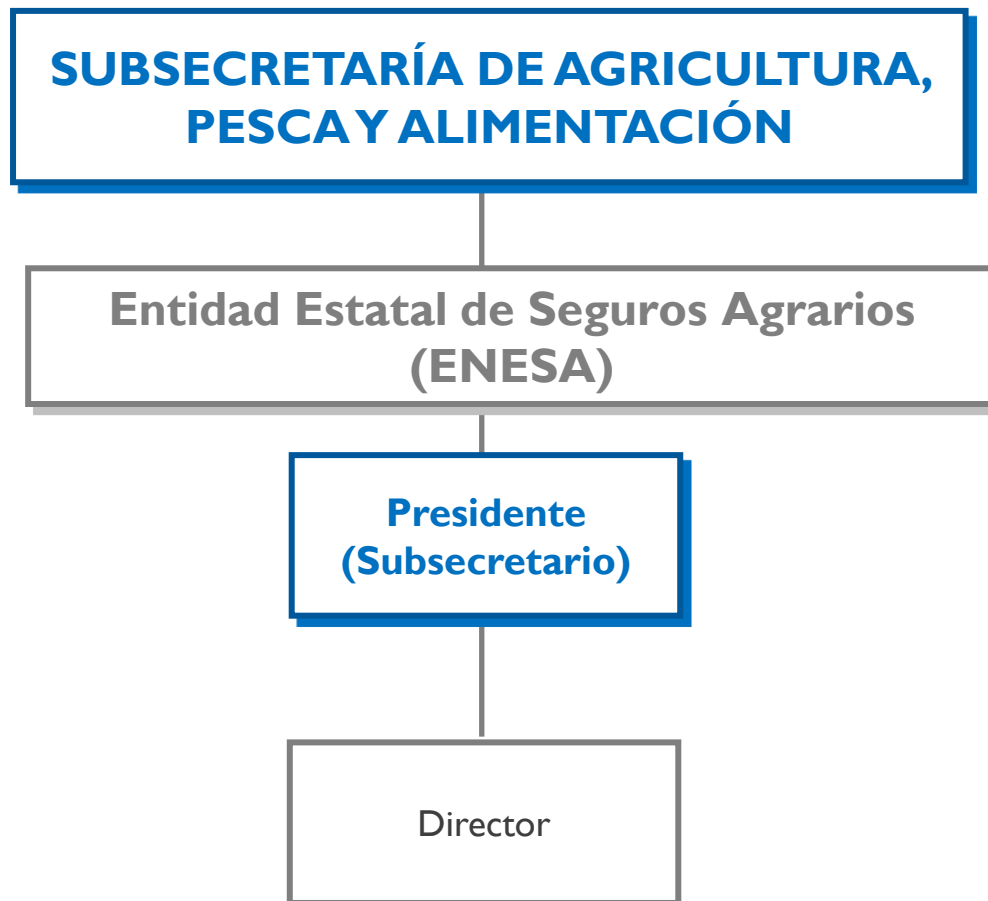 SUBSECRETARÍA DE AGRICULTURA,
PESCA Y ALIMENTACIÓN
Entidad Estatal de Seguros Agrarios
(ENESA)
Presidente
(Subsecretario)
Director